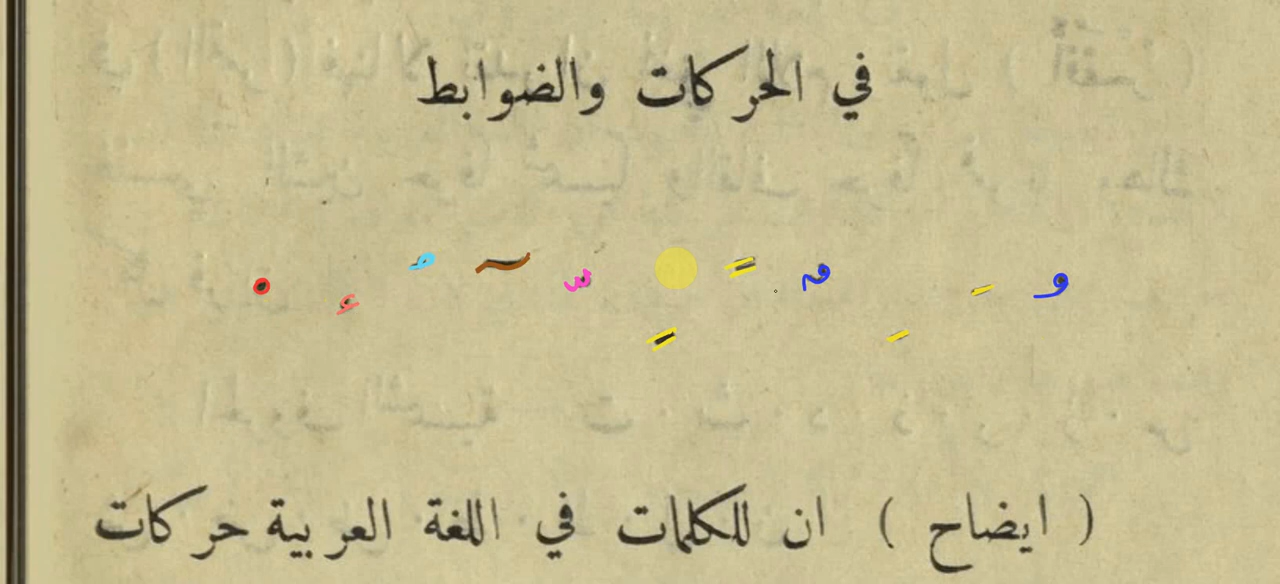 في الحركات والضوابط
( ايضاح ) ان للكلمات في اللغة العربية حركات